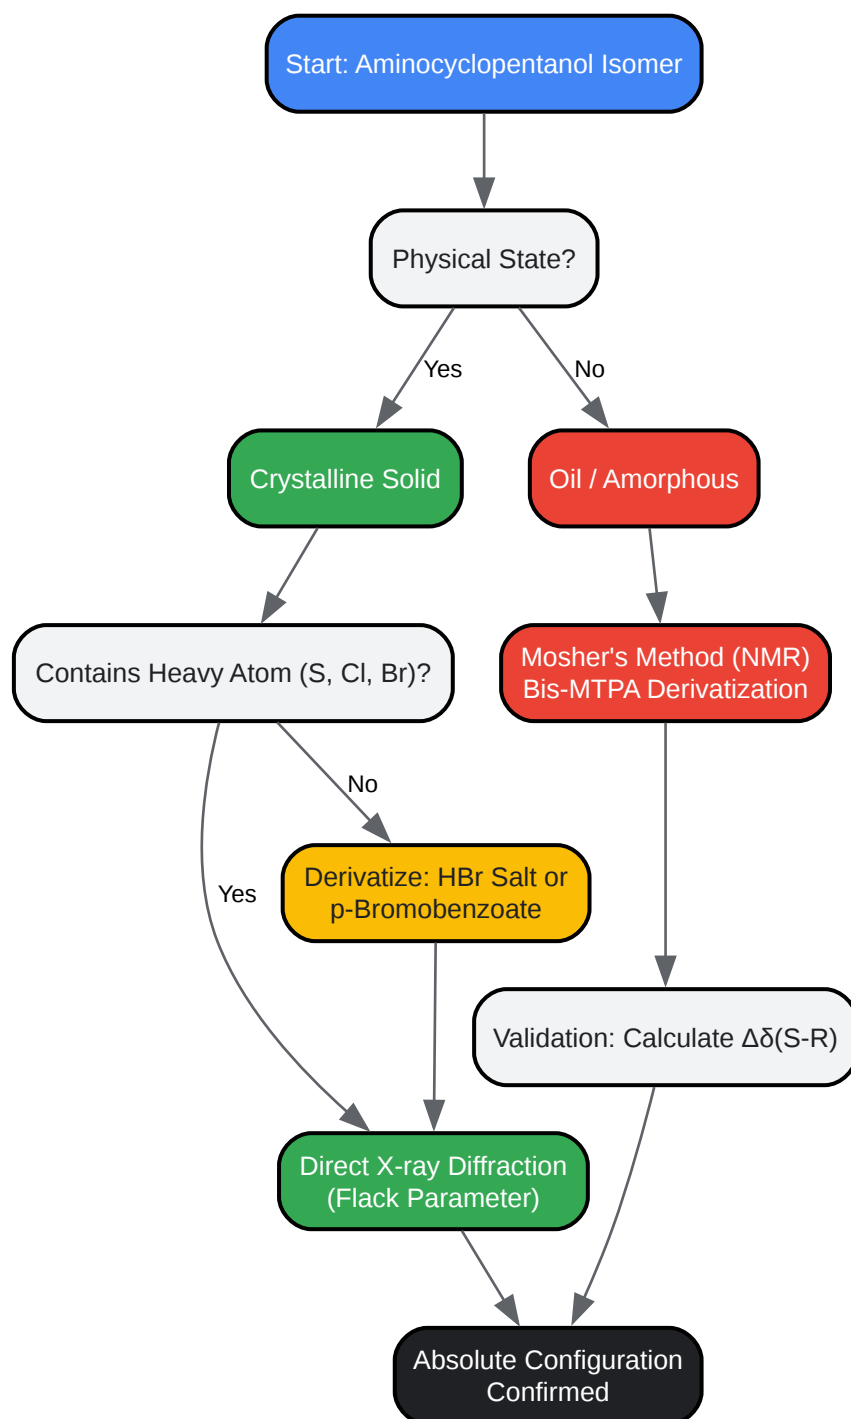 Start: Aminocyclopentanol Isomer
Physical State?
Yes
No
Crystalline Solid
Oil / Amorphous
Contains Heavy Atom (S, Cl, Br)?
Mosher's Method (NMR)
Bis-MTPA Derivatization
No
Yes
Derivatize: HBr Salt or
p-Bromobenzoate
Validation: Calculate Δδ(S-R)
Direct X-ray Diffraction
(Flack Parameter)
Absolute Configuration
Confirmed